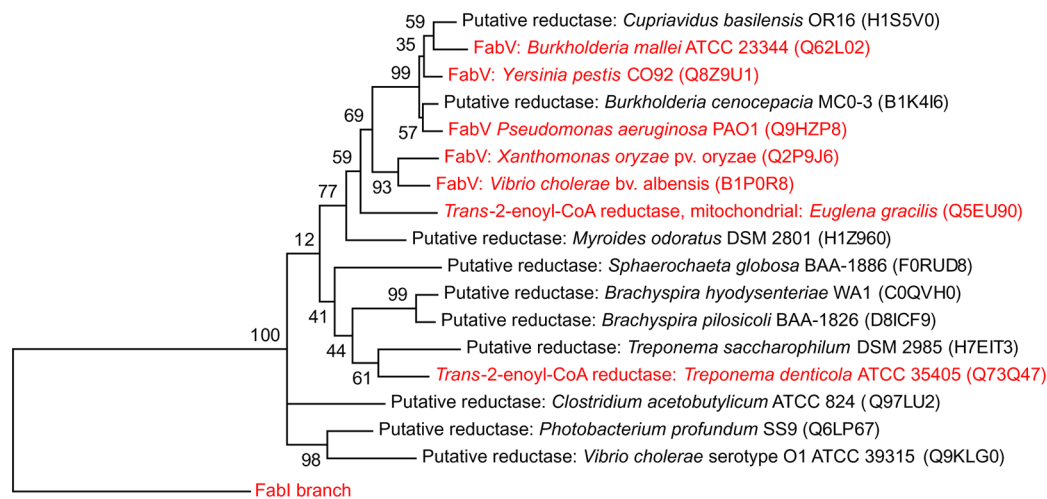 59
Putative reductase: Cupriavidus basilensis OR16 (H1S5V0)
35
FabV: Burkholderia mallei ATCC 23344 (Q62L02)
99
FabV: Yersinia pestis CO92 (Q8Z9U1)
Putative reductase: Burkholderia cenocepacia MC0-3 (B1K4I6)
69
57
FabV Pseudomonas aeruginosa PAO1 (Q9HZP8)
59
FabV: Xanthomonas oryzae pv. oryzae (Q2P9J6)
93
FabV: Vibrio cholerae bv. albensis (B1P0R8)
77
Trans-2-enoyl-CoA reductase, mitochondrial: Euglena gracilis (Q5EU90)
12
Putative reductase: Myroides odoratus DSM 2801 (H1Z960)
Putative reductase: Sphaerochaeta globosa BAA-1886 (F0RUD8)
99
Putative reductase: Brachyspira hyodysenteriae WA1 (C0QVH0)
41
Putative reductase: Brachyspira pilosicoli BAA-1826 (D8ICF9)
100
44
Putative reductase: Treponema saccharophilum DSM 2985 (H7EIT3)
61
Trans-2-enoyl-CoA reductase: Treponema denticola ATCC 35405 (Q73Q47)
Putative reductase: Clostridium acetobutylicum ATCC 824 (Q97LU2)
Putative reductase: Photobacterium profundum SS9 (Q6LP67)
98
Putative reductase: Vibrio cholerae serotype O1 ATCC 39315 (Q9KLG0)
FabI branch